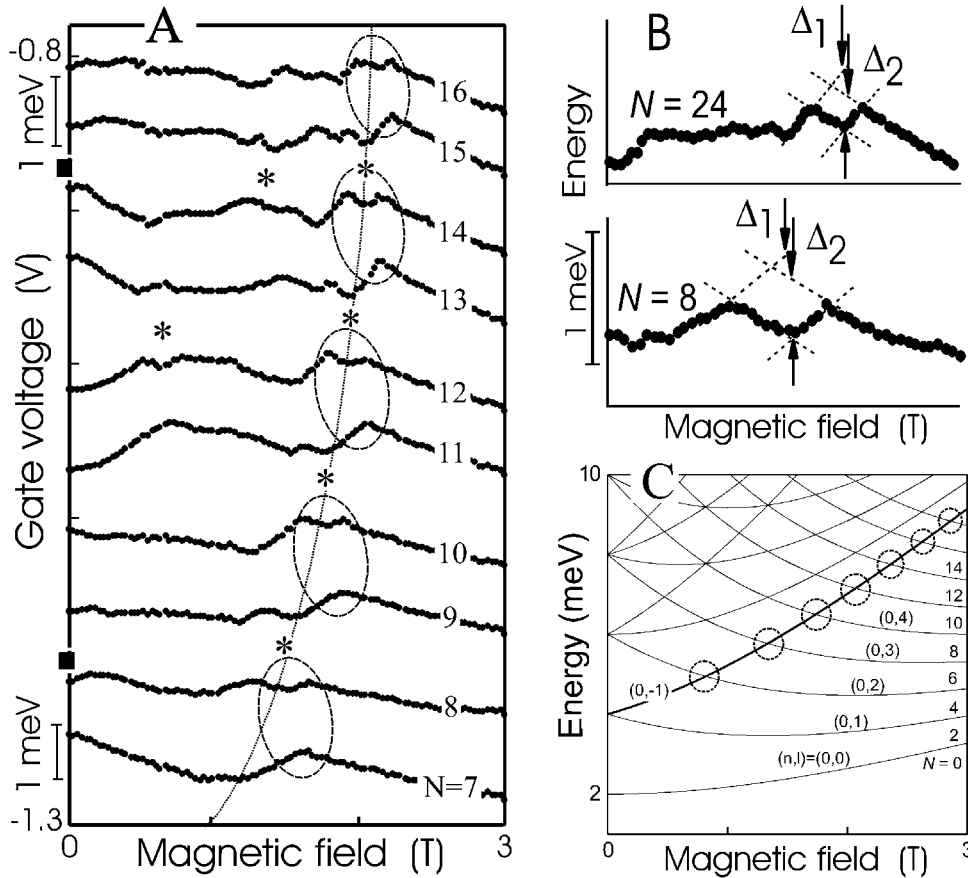 A
-0.8
1 meV
16
15
*
*
14
13
*
*
12
11
*
10
9
*
8
N=7
1 meV
-1.3
Gate voltage (V)
0
3
Magnetic field (T)
B
Δ1
Δ2
N = 24
Energy
Δ1
Δ2
N = 8
1 meV
Magnetic field (T)
C
10
14
12
(0,4)
10
(0,3)
8
(0,-1)
(0,2)
6
(0,1)
4
2
(n,l)=(0,0)
N = 0
2
Energy (meV)
0
3
Magnetic field (T)